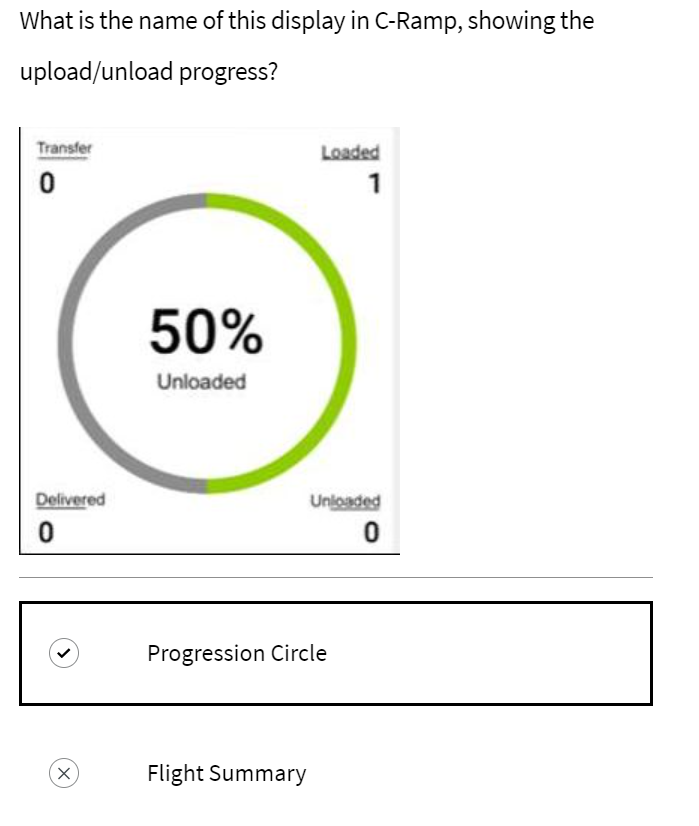 What is the name of this display in C-Ramp, showing the
upload/unload progress?
Transfer Loaded
0 1
50%
Unloaded
Delivered Unloaded
0 0
Progression Circle
Flight Summary